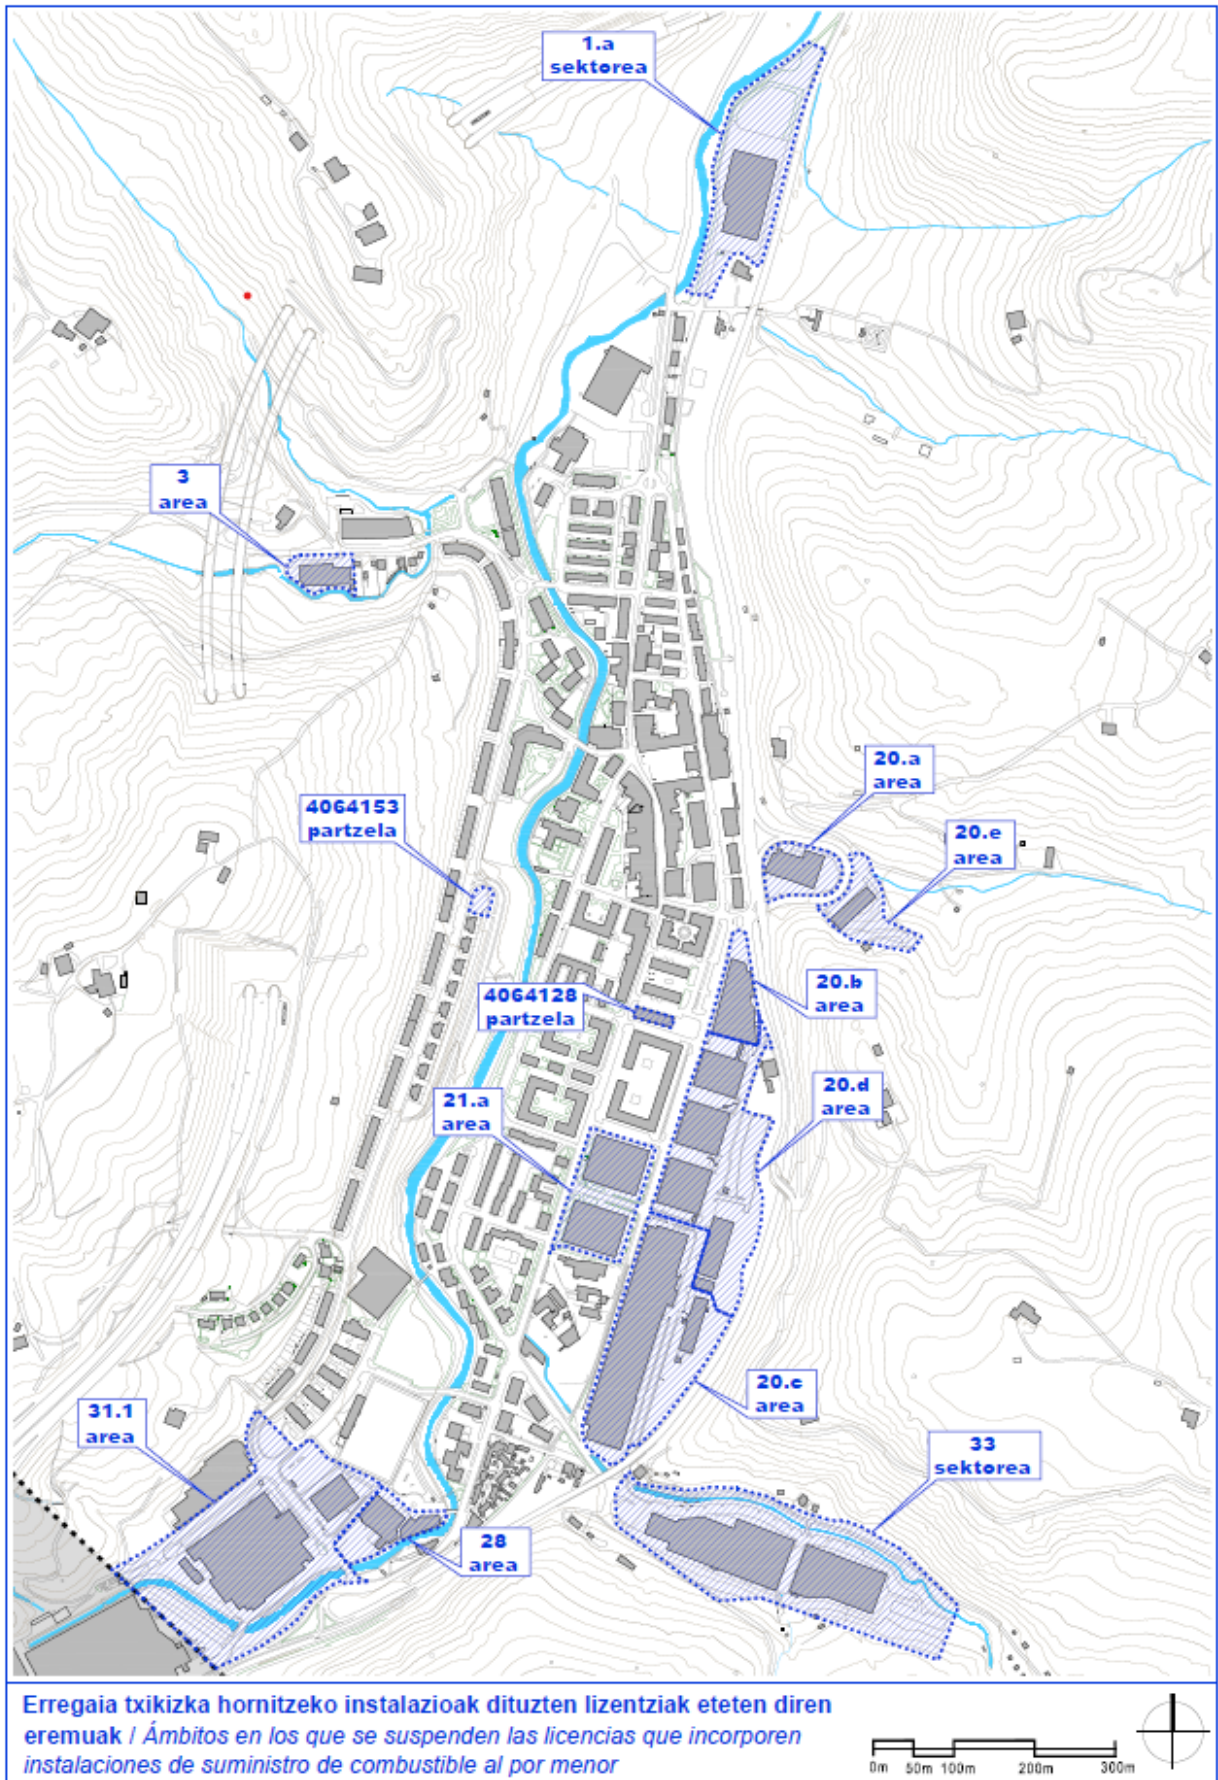 1.a
sektorea
3
area
20.a
area
20.e
area
4064153
partzela
20.b
area
4064128
partzela
20.d
area
21.a
area
20.c
area
31.1
area
33
sektorea
28
area
Erregaia txikizka hornitzeko instalazioak dituzten lizentziak eteten diren
eremuak / Ámbitos en los que se suspenden las licencias que incorporen
instalaciones de suministro de combustible al por menor
0m 50m 100m 200m 300m